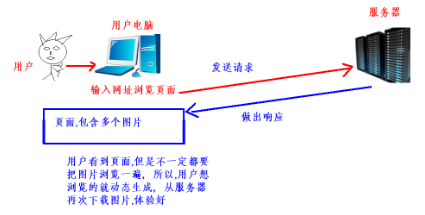 服务器
用户电脑
用户
发送请求
输入网址浏览页面
做出响应
页面,包含多个图片
用户看到页面,但是不一定都要
把图片浏览一遍, 所以,用户想
浏览的就动态生成, 从服务器
再次下载图片,体验好